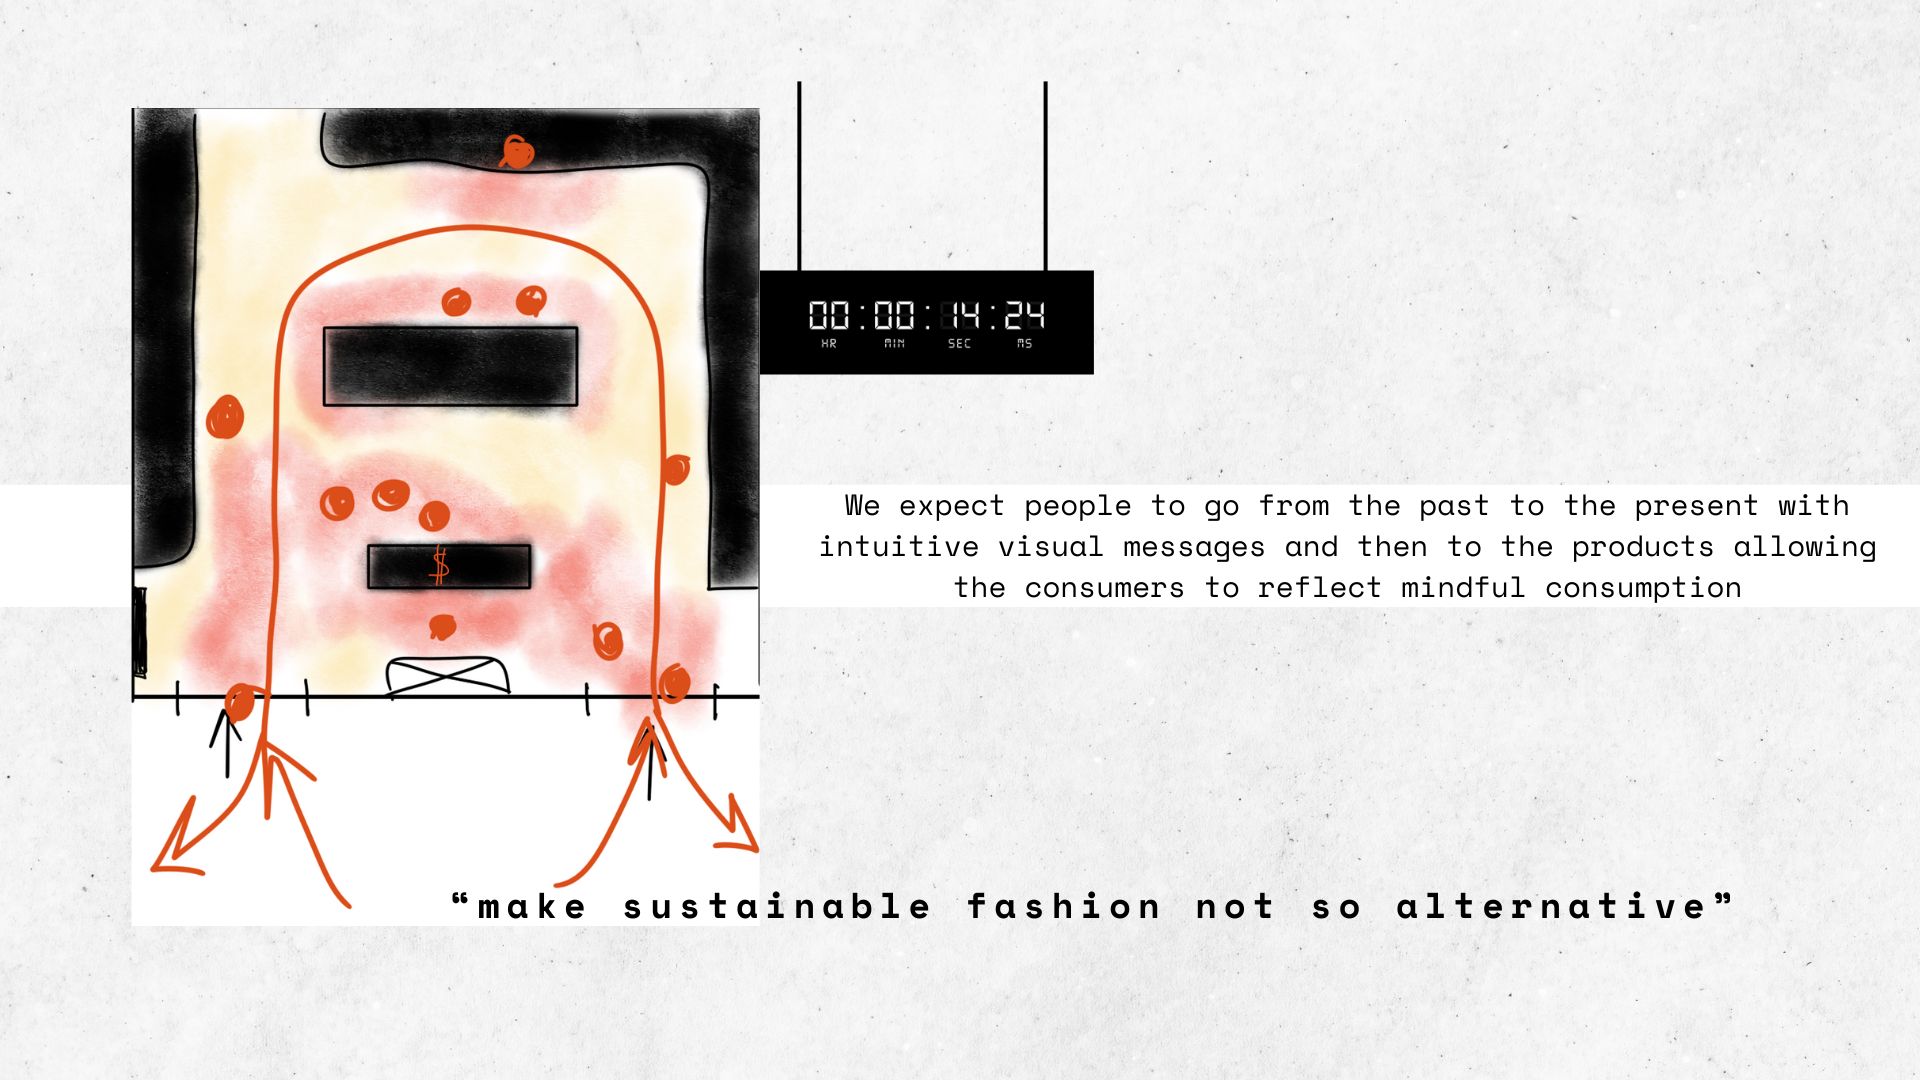 00:00:14:24
HR MIN SEC MS
We expect people to go from the past to the present with
intuitive visual messages and then to the products allowing
the consumers to reflect mindful consumption
$
“make sustainable fashion not so alternative”